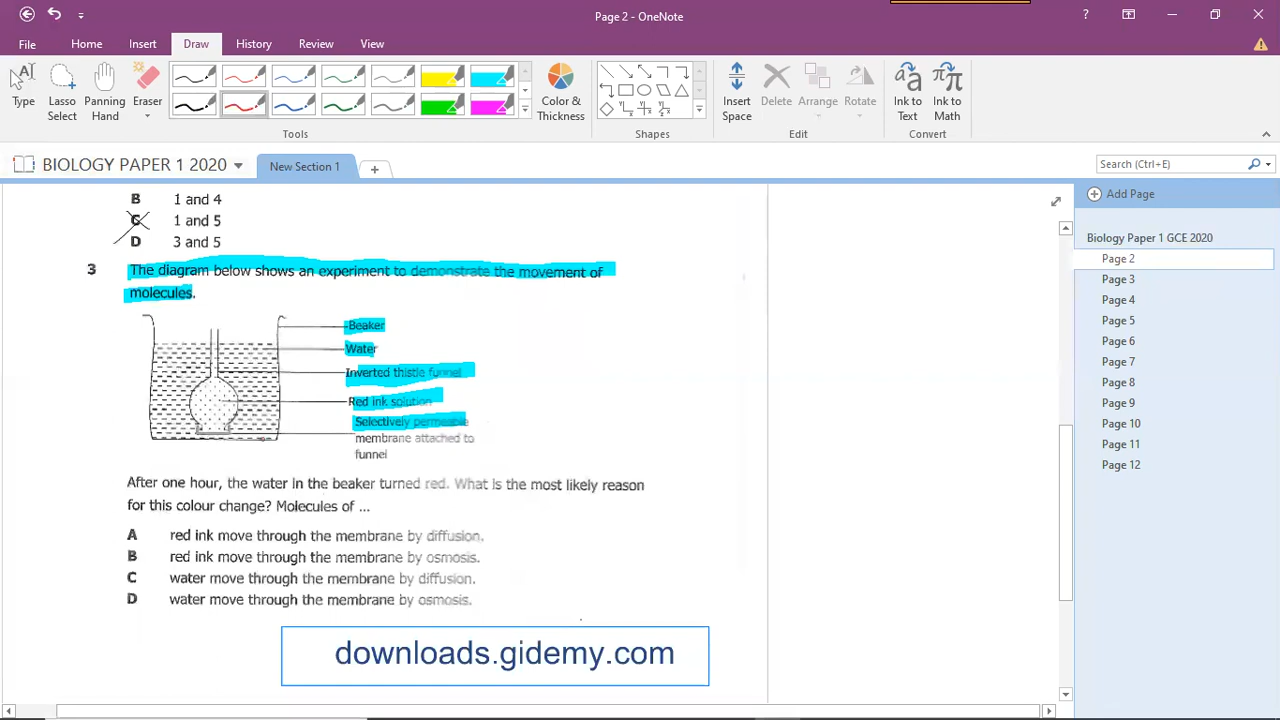 Page 2 - OneNote
?
File Home Insert Draw History Review View
Type
Lasso Select
Panning Hand
Eraser
Color & Thickness
Insert Space
Delete
Arrange
Rotate
Ink to Text
Ink to Math
Tools
Shapes
Edit
Convert
BIOLOGY PAPER 1 2020
New Section 1
+
Search (Ctrl+E)
Add Page
Biology Paper 1 GCE 2020
Page 2
Page 3
Page 4
Page 5
Page 6
Page 7
Page 8
Page 9
Page 10
Page 11
Page 12
B 1 and 4
C 1 and 5
D 3 and 5
3 The diagram below shows an experiment to demonstrate the movement of
molecules.
Beaker
Water
Inverted thistle funnel
Red ink solution
Selectively permeable
membrane attached to
funnel
After one hour, the water in the beaker turned red. What is the most likely reason
for this colour change? Molecules of ...
A red ink move through the membrane by diffusion.
B red ink move through the membrane by osmosis.
C water move through the membrane by diffusion.
D water move through the membrane by osmosis.
downloads.gidemy.com